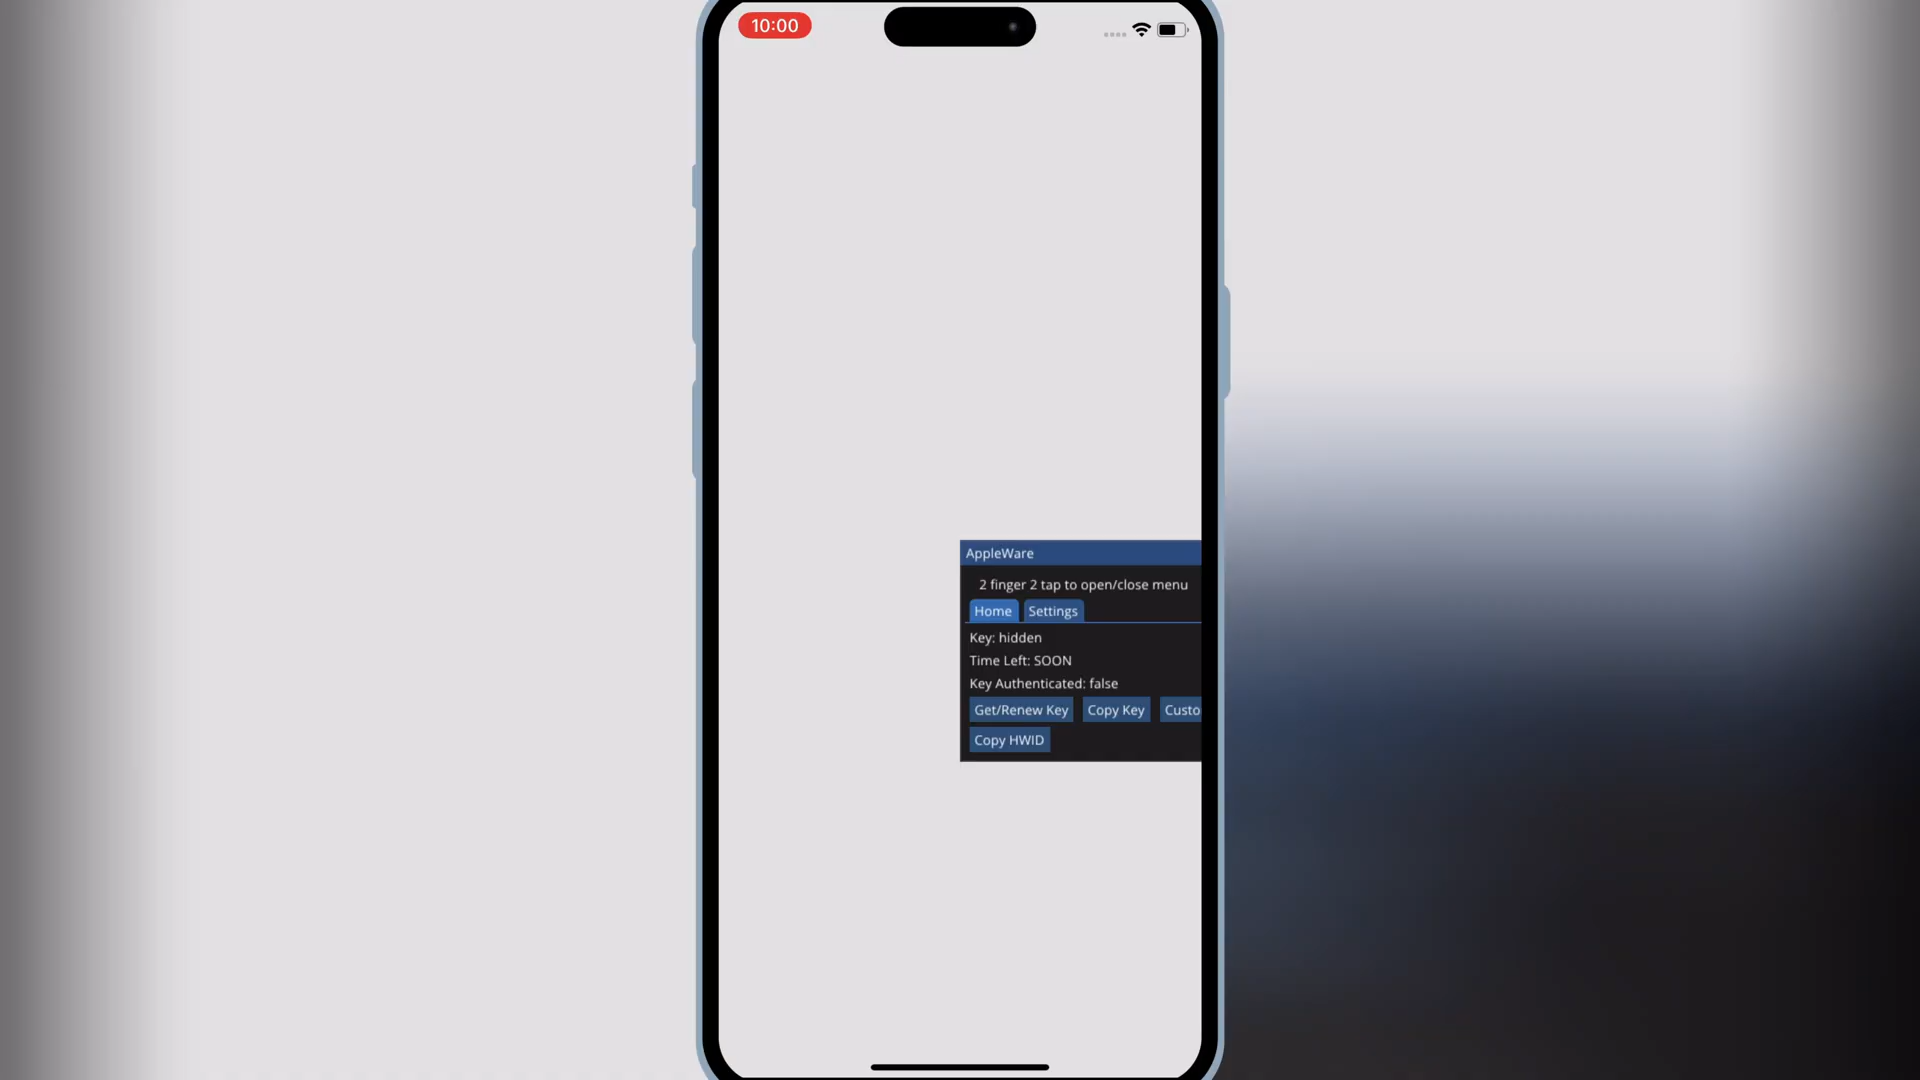 10:00
AppleWare
2 finger 2 tap to open/close menu
Home Settings
Key: hidden
Time Left: SOON
Key Authenticated: false
Get/Renew Key Copy Key Custo
Copy HWID